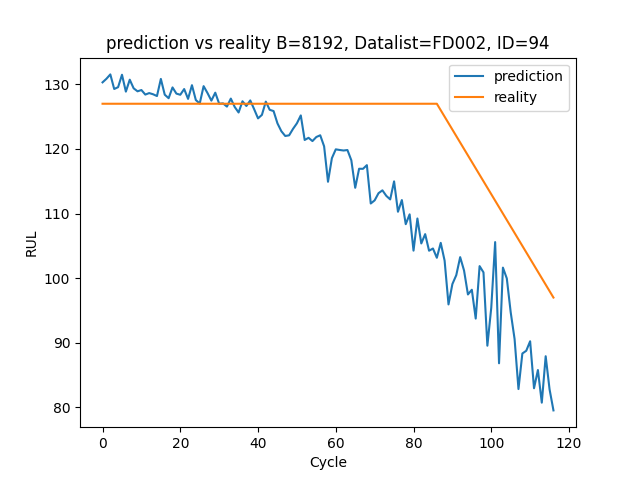 prediction vs reality B=8192, Datalist=FD002, ID=94
prediction
reality
RUL
130
120
110
100
90
80
0 20 40 60 80 100 120
Cycle